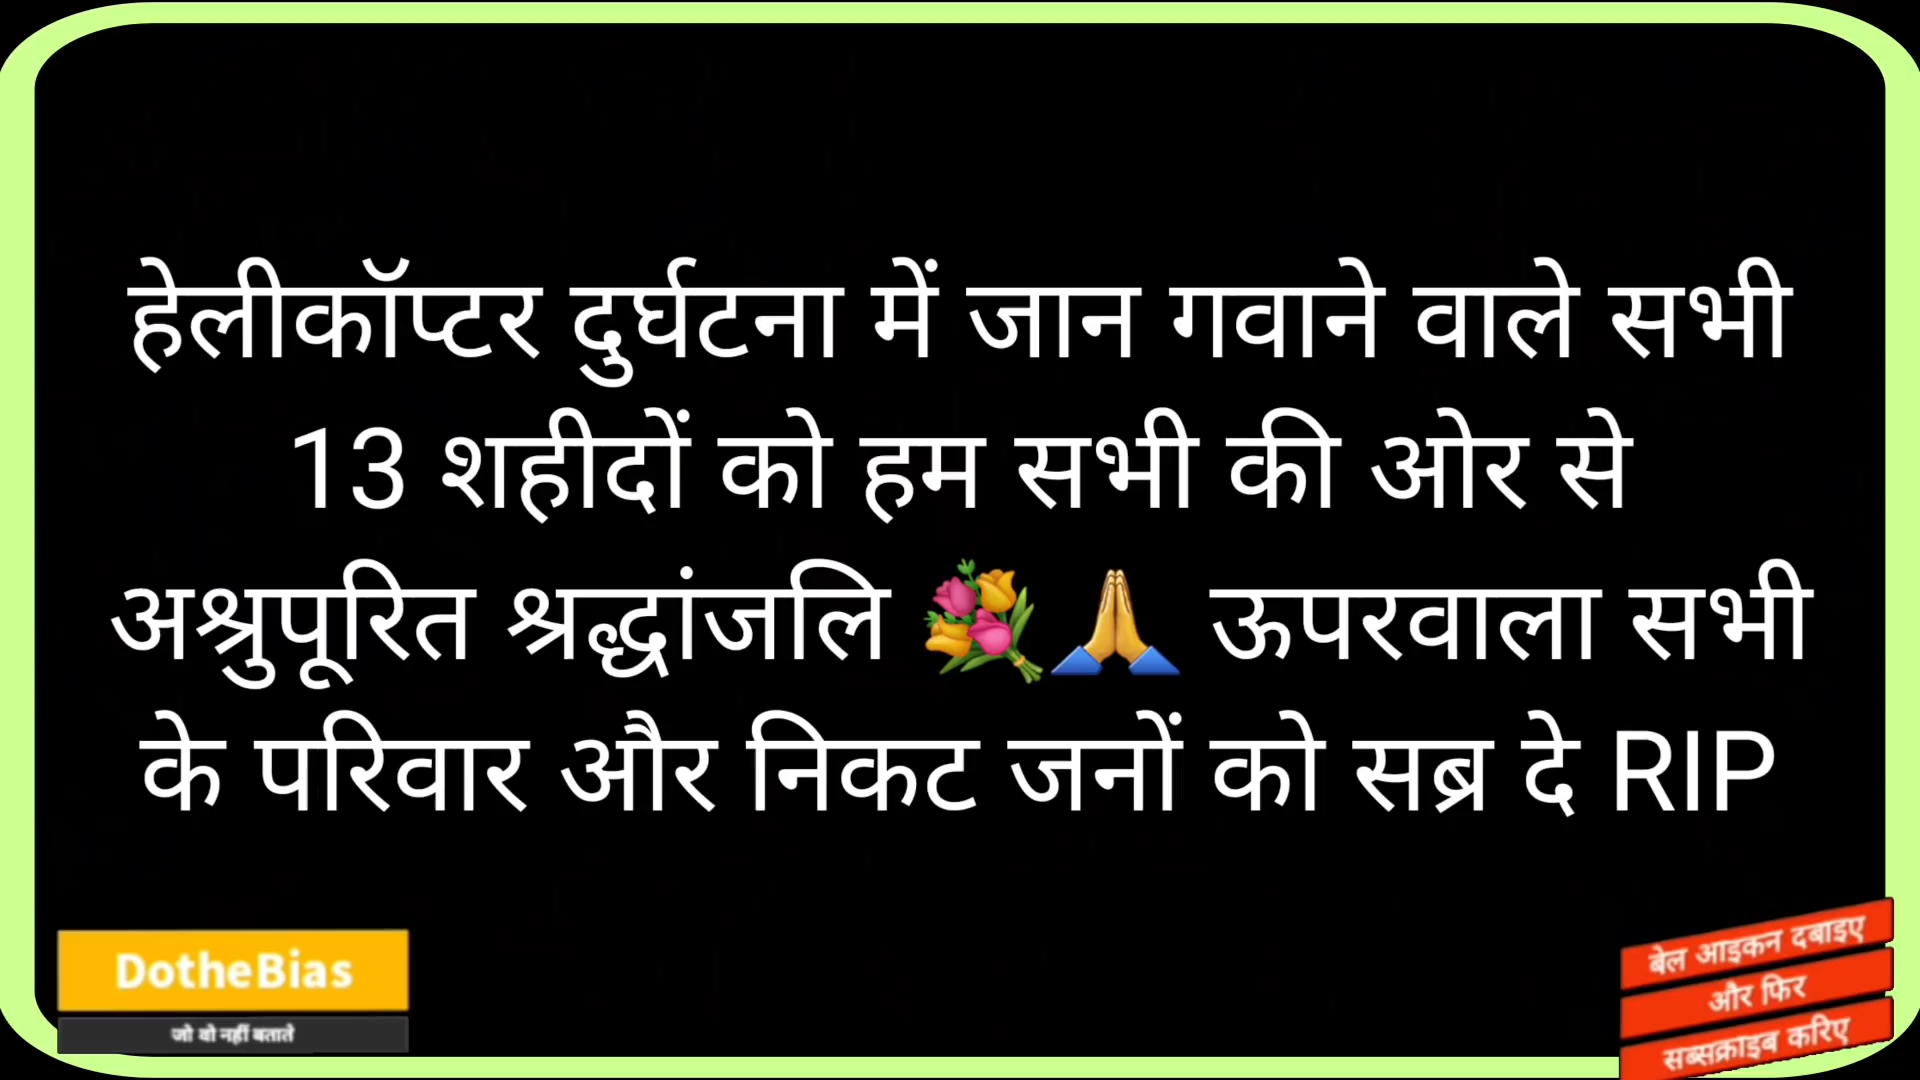 हेलीकॉप्टर दुर्घटना में जान गवाने वाले सभी
13 शहीदों को हम सभी की ओर से
अश्रुपूरित श्रद्धांजलि 💐🙏 ऊपरवाला सभी
के परिवार और निकट जनों को सब्र दे RIP
DotheBias
जो वो नहीं बताते
बेल आइकन दबाइए
और फिर
सब्सक्राइब करिए